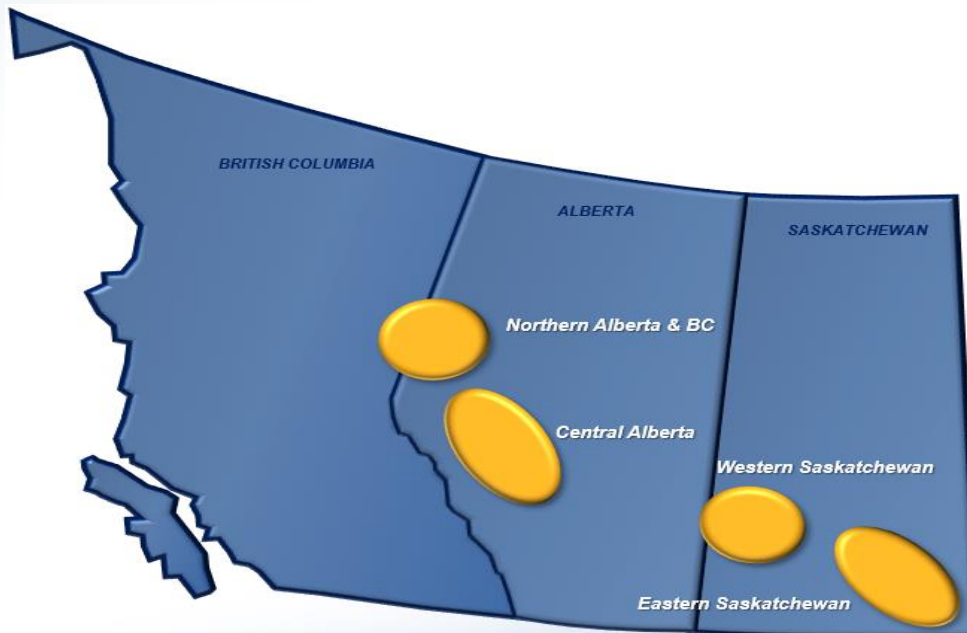 BRITISH COLUMBIA
ALBERTA
SASKATCHEWAN
Northern Alberta & BC
Central Alberta
Western Saskatchewan
Eastern Saskatchewan